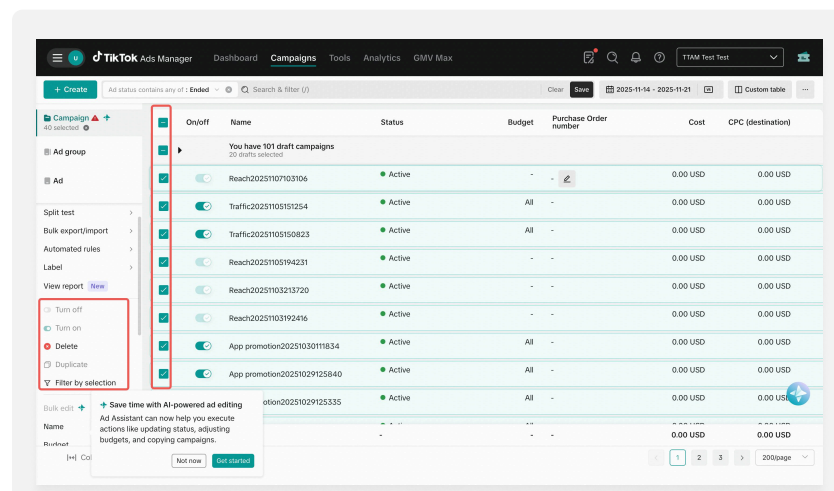 TikTok Ads Manager
Dashboard Campaigns Tools Analytics GMV Max
TTAM Test Test
+ Create
Ad status contains any of : Ended
Search & filter (/)
Clear Save
2025-11-14 - 2025-11-21
Custom table
Campaign
40 selected
Ad group
Ad
Split test
Bulk export/import
Automated rules
Label
View report New
Turn off
Turn on
Delete
Duplicate
Filter by selection
Bulk edit
Name
Budget
On/off Name Status Budget Purchase Order number Cost CPC (destination)
You have 101 draft campaigns
20 drafts selected
Reach20251107103106 Active - - 0.00 USD 0.00 USD
Traffic20251105151254 Active All - 0.00 USD 0.00 USD
Traffic20251105150823 Active All - 0.00 USD 0.00 USD
Reach20251105194231 Active - - 0.00 USD 0.00 USD
Reach20251103213720 Active - - 0.00 USD 0.00 USD
Reach20251103192416 Active - - 0.00 USD 0.00 USD
App promotion20251030111834 Active All - 0.00 USD 0.00 USD
App promotion20251029125840 Active All - 0.00 USD 0.00 USD
otion20251029125335 Active All - 0.00 USD 0.00 USD
- - - 0.00 USD 0.00 USD
Save time with AI-powered ad editing
Ad Assistant can now help you execute
actions like updating status, adjusting
budgets, and copying campaigns.
Not now Get started
1 2 3 200/page